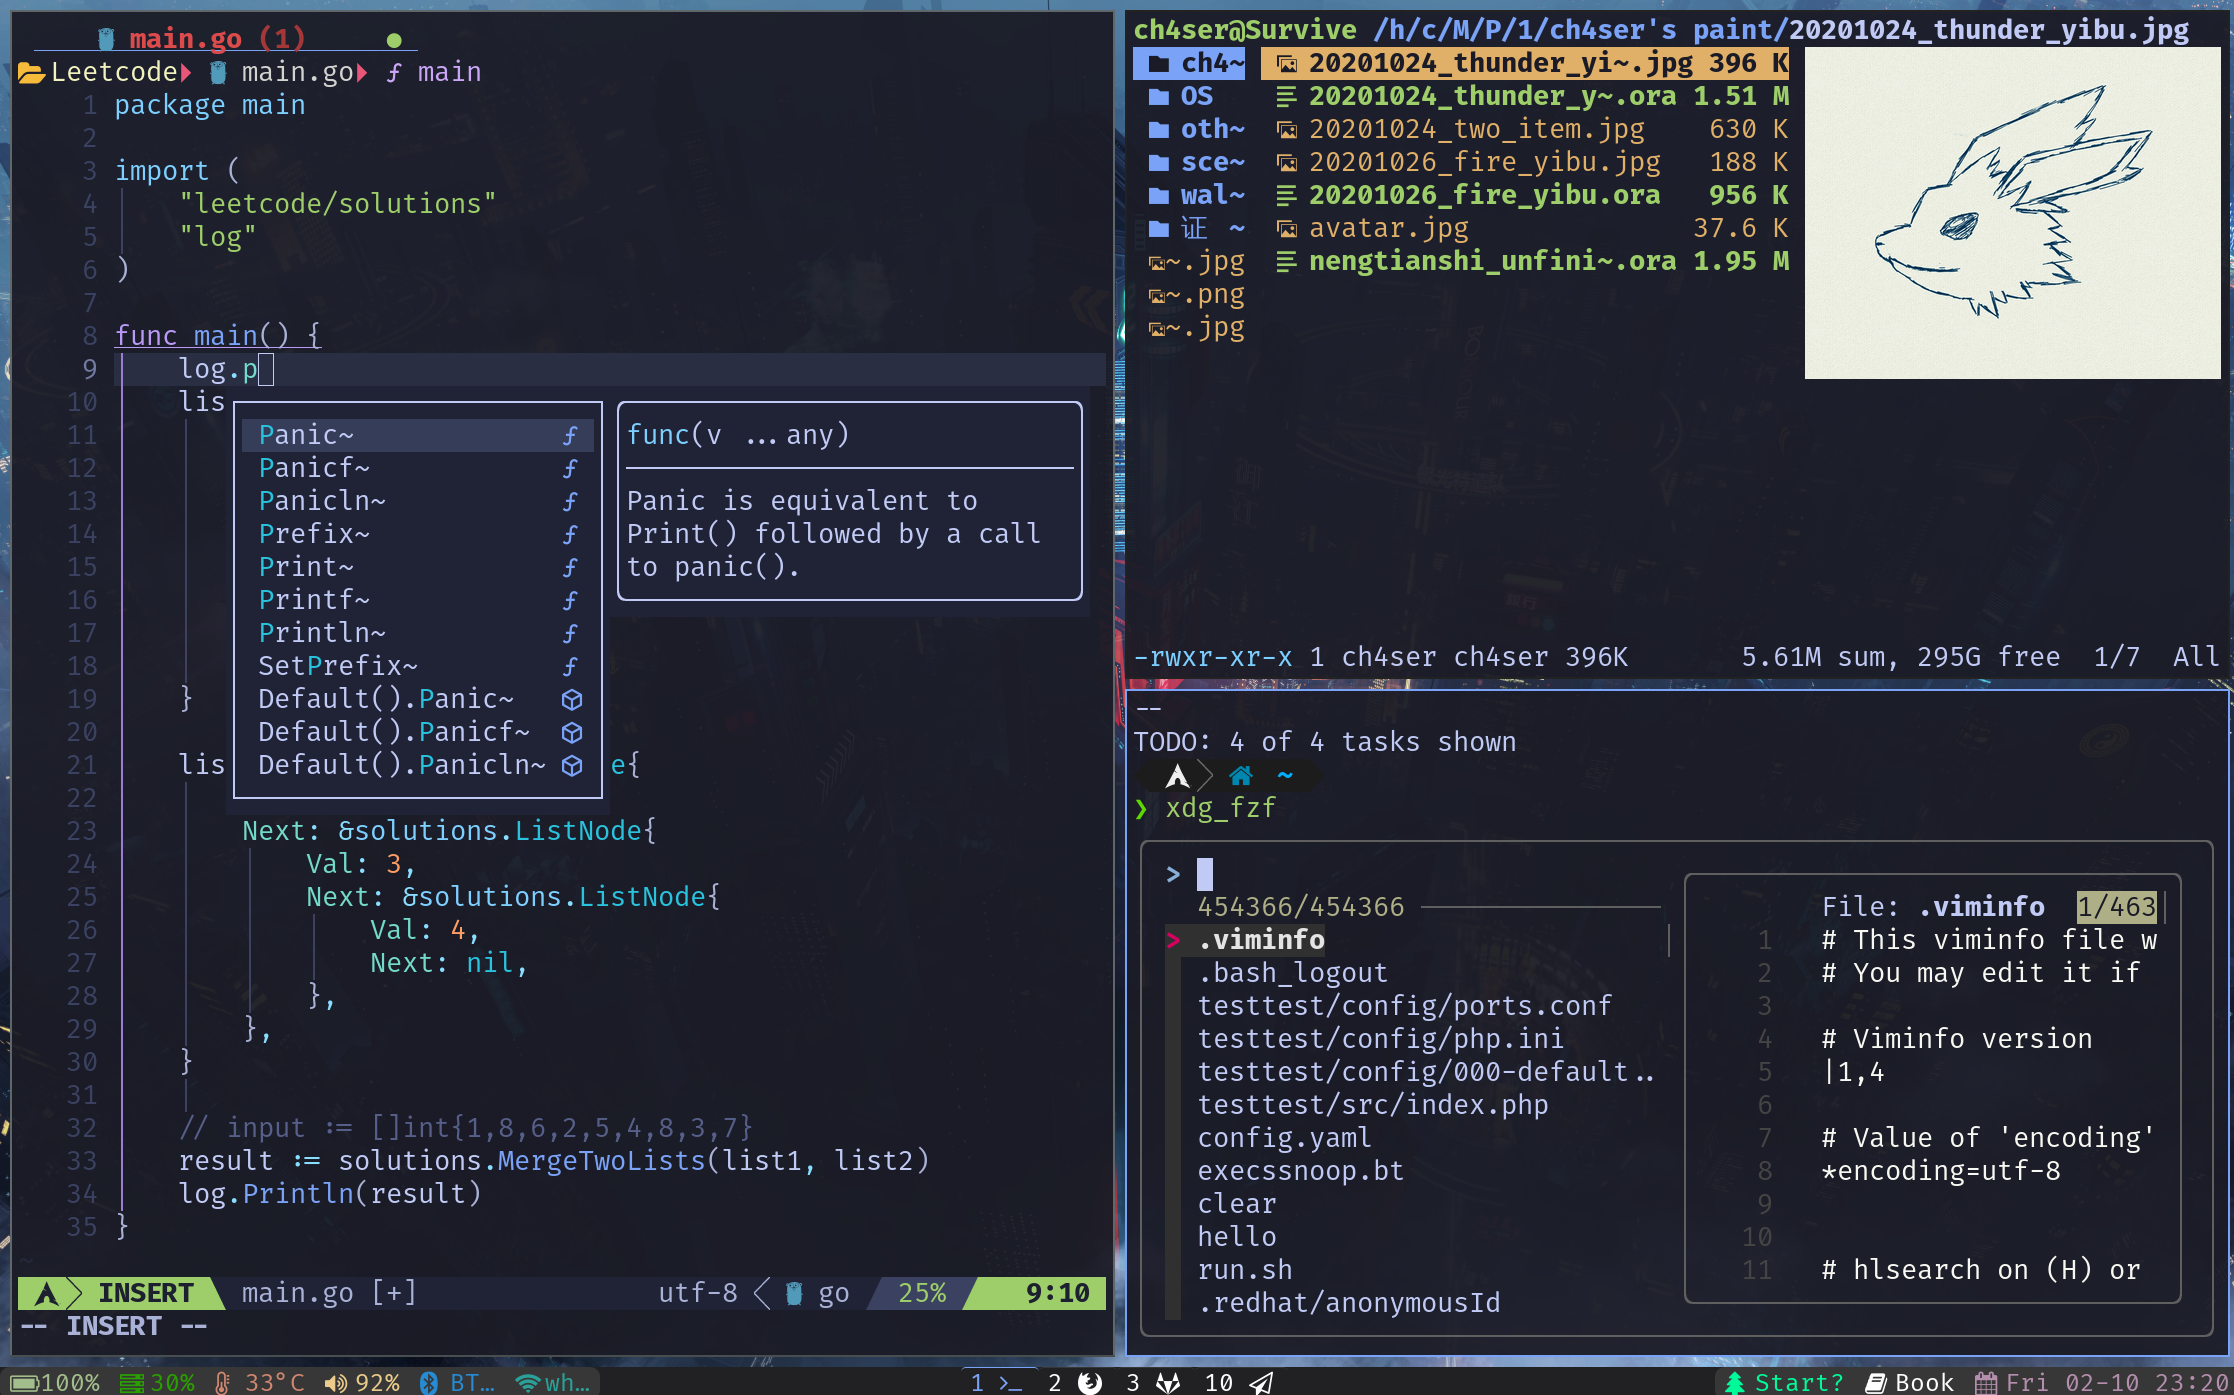 main.go (1)
Leetcode main.go main
1 package main
2
3 import (
4 "leetcode/solutions"
5 "log"
6 )
7
8 func main() {
9 log.p
10 lis
11
12
13
14
15
16
17
18
19 }
20
21 lis e{
22
23 Next: &solutions.ListNode{
24 Val: 3,
25 Next: &solutions.ListNode{
26 Val: 4,
27 Next: nil,
28 },
29 },
30 }
31
32 // input := []int{1,8,6,2,5,4,8,3,7}
33 result := solutions.MergeTwoLists(list1, list2)
34 log.Println(result)
35 }
~
Panic~
Panicf~
Panicln~
Prefix~
Print~
Printf~
Println~
SetPrefix~
Default().Panic~
Default().Panicf~
Default().Panicln~
func(v ...any)
Panic is equivalent to
Print() followed by a call
to panic().
INSERT main.go [+] utf-8 go 25% 9:10
-- INSERT --
ch4ser@Survive /h/c/M/P/1/ch4ser's paint/20201024_thunder_yibu.jpg
ch4~
OS
oth~
sce~
wal~
证 ~
~.jpg
~.png
~.jpg
20201024_thunder_yi~.jpg 396 K
20201024_thunder_y~.ora 1.51 M
20201024_two_item.jpg 630 K
20201026_fire_yibu.jpg 188 K
20201026_fire_yibu.ora 956 K
avatar.jpg 37.6 K
nengtianshi_unfini~.ora 1.95 M
-rwxr-xr-x 1 ch4ser ch4ser 396K 5.61M sum, 295G free 1/7 All
--
TODO: 4 of 4 tasks shown
~
❯ xdg_fzf
>
454366/454366
> .viminfo
.bash_logout
testtest/config/ports.conf
testtest/config/php.ini
testtest/config/000-default..
testtest/src/index.php
config.yaml
execssnoop.bt
clear
hello
run.sh
.redhat/anonymousId
File: .viminfo 1/463
1 # This viminfo file w
2 # You may edit it if
3
4 # Viminfo version
5 |1,4
6
7 # Value of 'encoding'
8 *encoding=utf-8
9
10
11 # hlsearch on (H) or
100% 30% 33°C 92% BT… wh… 1 >_ 2 3 10 Start? Book Fri 02-10 23:20